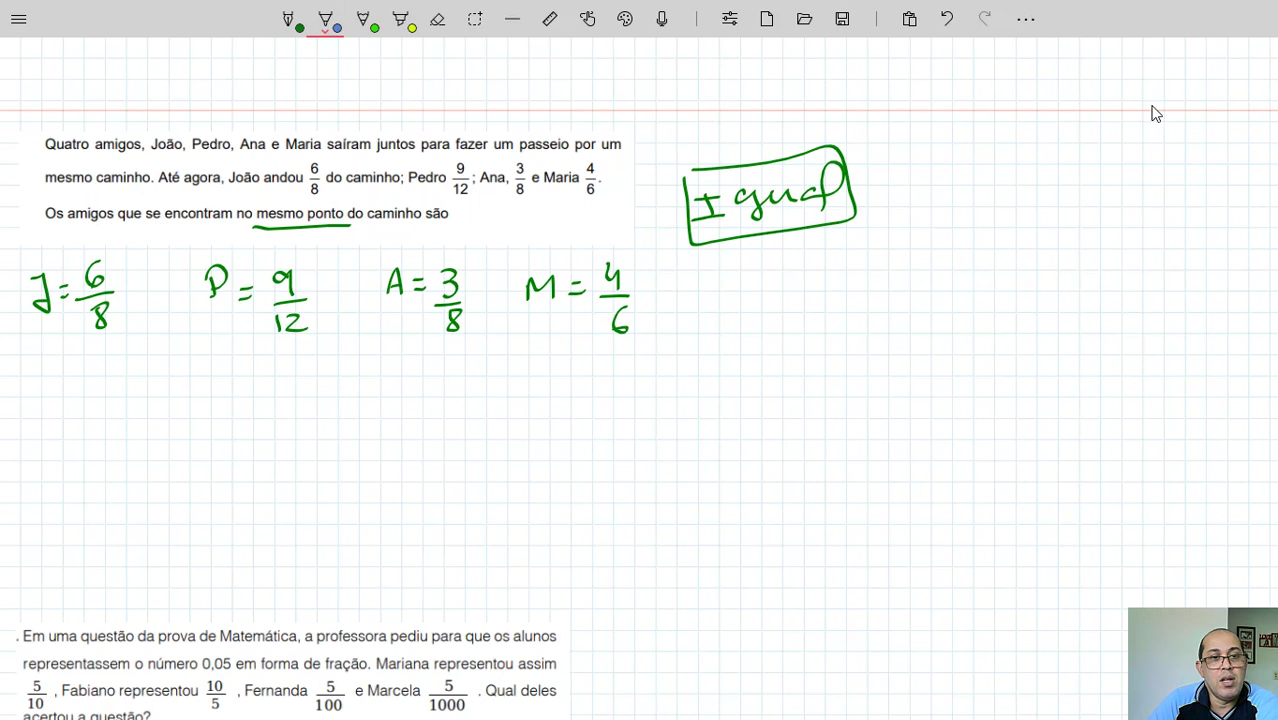 Quatro amigos, João, Pedro, Ana e Maria saíram juntos para fazer um passeio por um
mesmo caminho. Até agora, João andou 6/8 do caminho; Pedro 9/12; Ana, 3/8 e Maria 4/6.
Os amigos que se encontram no mesmo ponto do caminho são
Igual
J = 6/8 P = 9/12 A = 3/8 M = 4/6
. Em uma questão da prova de Matemática, a professora pediu para que os alunos
representassem o número 0,05 em forma de fração. Mariana representou assim
5/10 , Fabiano representou 10/5 , Fernanda 5/100 e Marcela 5/1000 . Qual deles
acertou a questão?